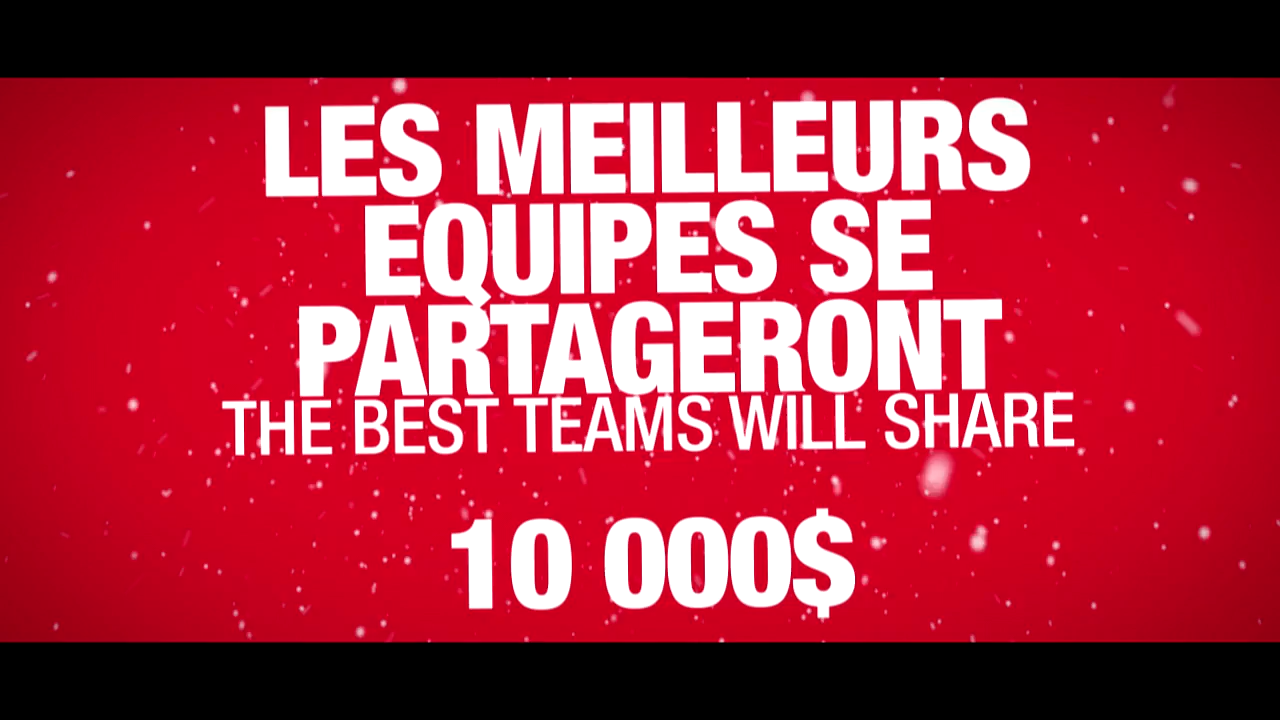 LES MEILLEURS
EQUIPES SE
PARTAGERONT
THE BEST TEAMS WILL SHARE
10 000$